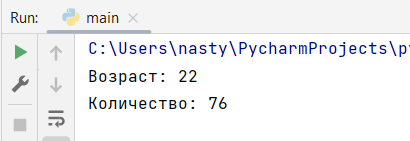 Run: main
C:\Users\nasty\PycharmProjects\p
Возраст: 22
Количество: 76